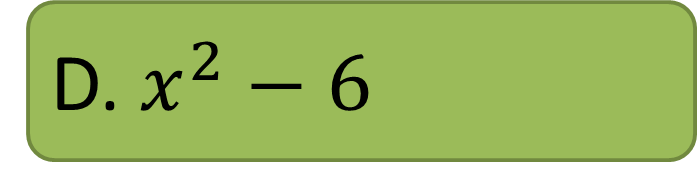 D. x² − 6